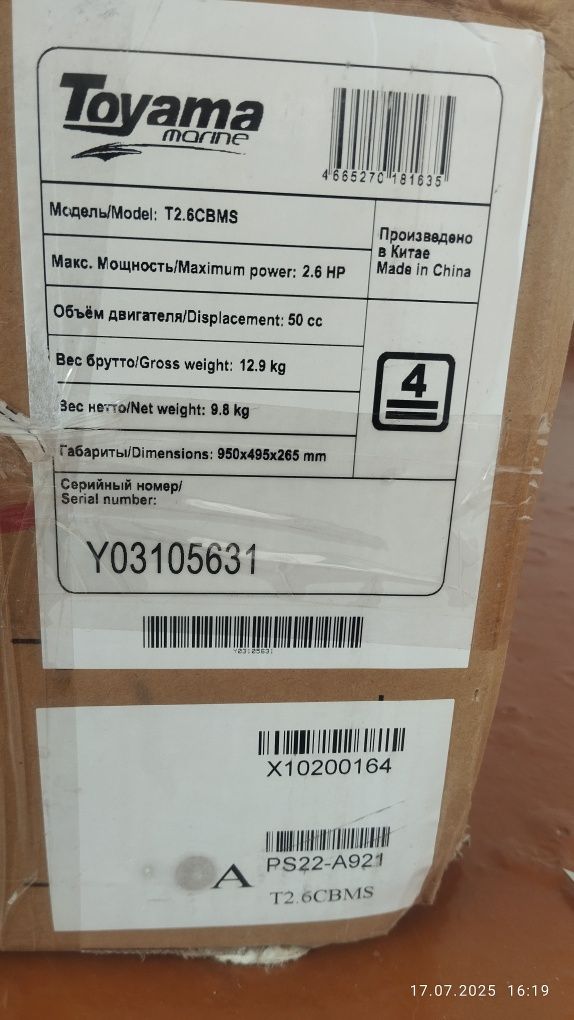 Toyama
marine
4 665270 181635
Модель/Model: T2.6CBMS
Произведено
в Китае
Made in China
Макс. Мощность/Maximum power: 2.6 HP
Объём двигателя/Displacement: 50 cc
Вес брутто/Gross weight: 12.9 kg
4
Вес нетто/Net weight: 9.8 kg
Габариты/Dimensions: 950x495x265 mm
Серийный номер/
Serial number:
Y03105631
Y03105631
X10200164
PS22-A921
A
T2.6CBMS
17.07.2025 16:19